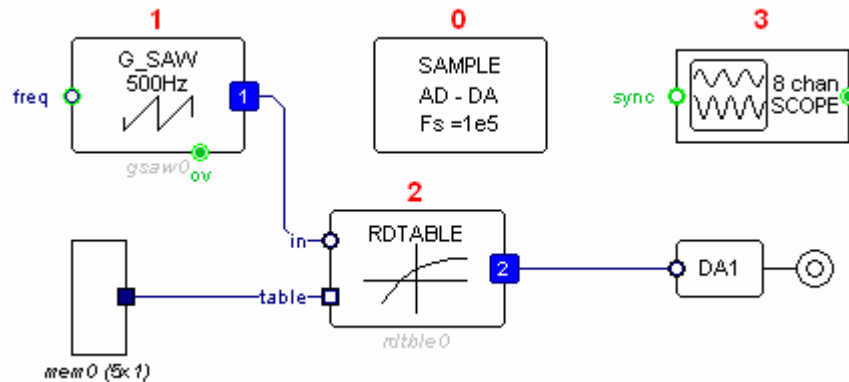 1
0
3
G_SAW
500Hz
freq
1
gsaw0
ov
SAMPLE
AD - DA
Fs =1e5
sync
8 chan
SCOPE
2
in
RDTABLE
2
table
rdtble0
DA1
mem0 (5x1)